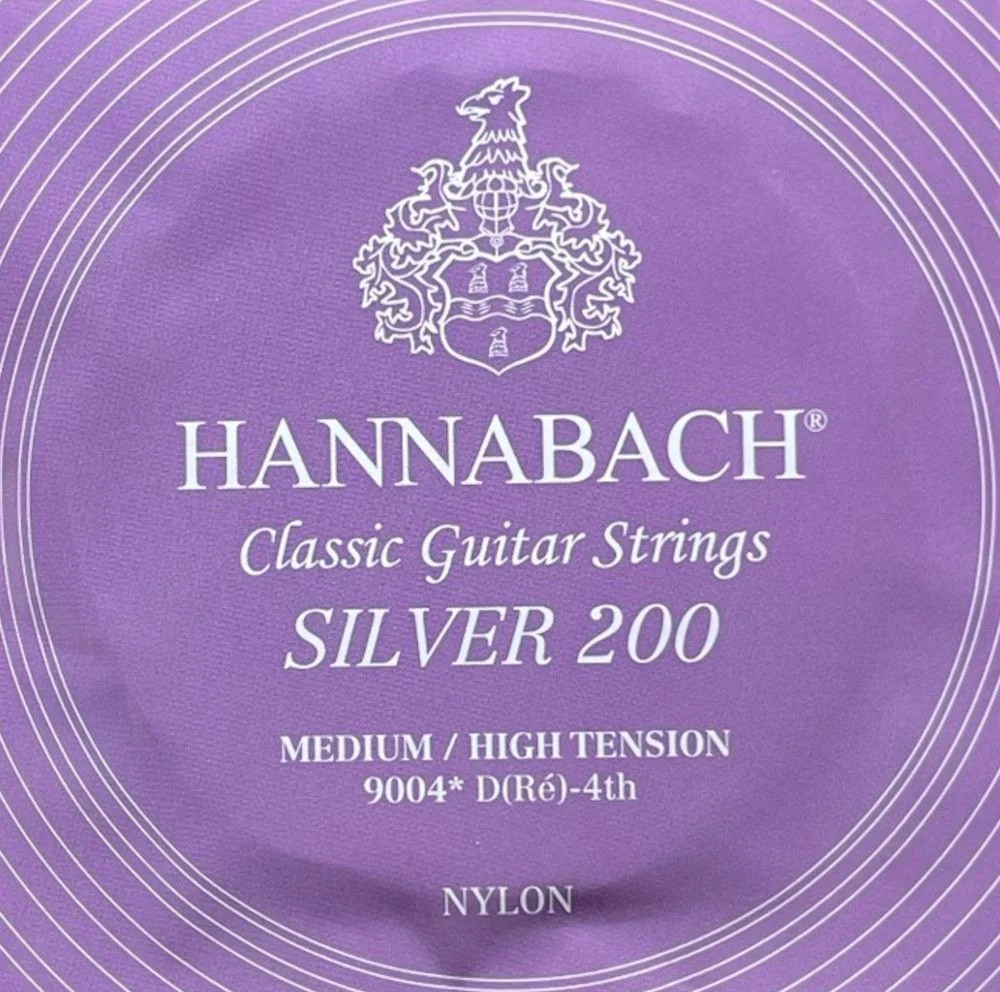 HANNABACH®
Classic Guitar Strings
SILVER 200
MEDIUM / HIGH TENSION
9004* D(Ré)-4th
NYLON